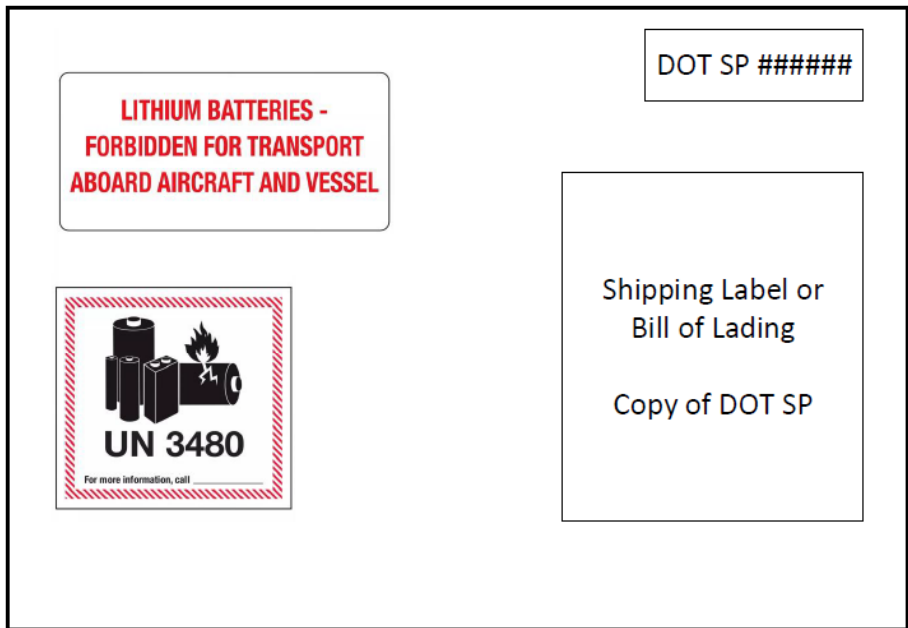 DOT SP ######
LITHIUM BATTERIES -
FORBIDDEN FOR TRANSPORT
ABOARD AIRCRAFT AND VESSEL
Shipping Label or
Bill of Lading
Copy of DOT SP
UN 3480
For more information, call ____________